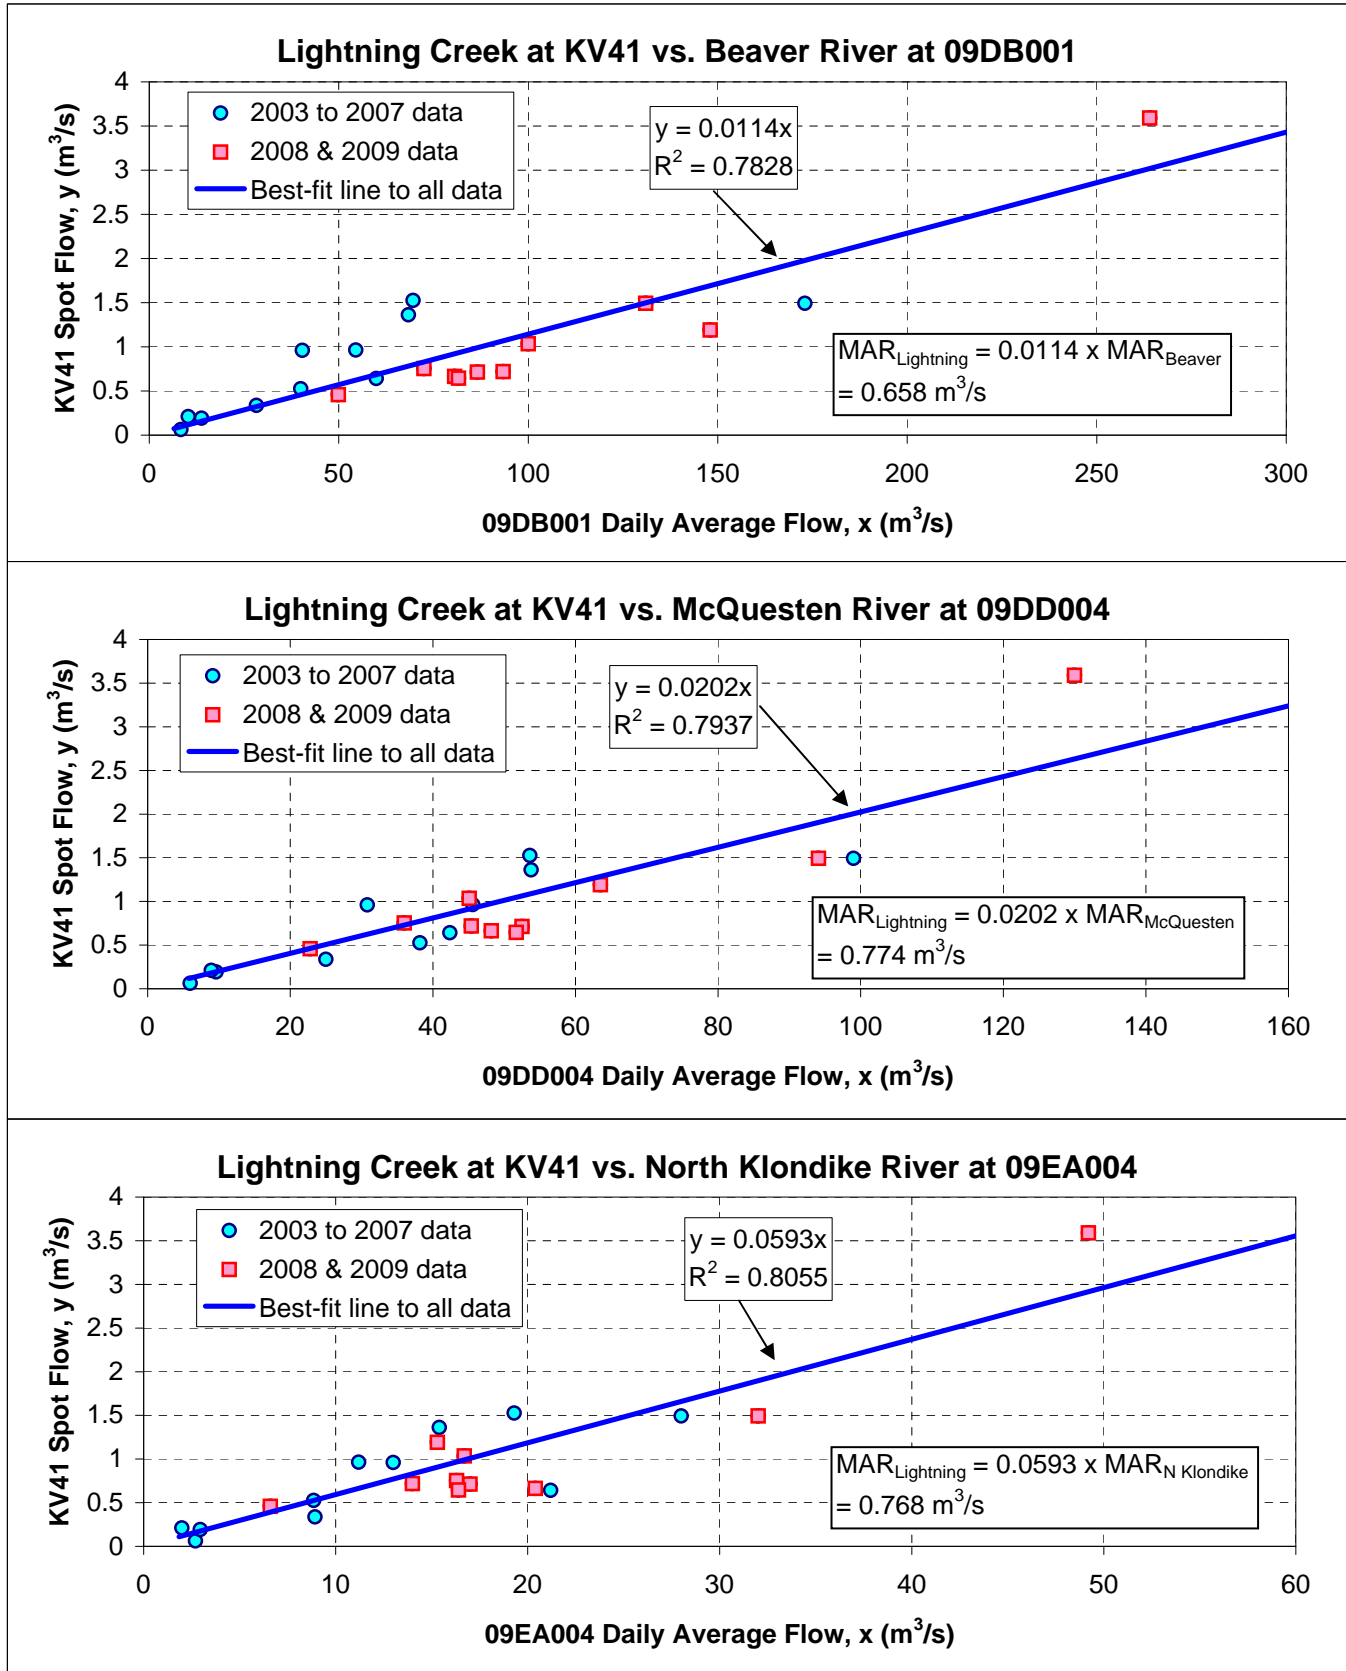 Lightning Creek at KV41 vs. Beaver River at 09DB001
KV41 Spot Flow, y (m³/s)
4
3.5
3
2.5
2
1.5
1
0.5
0
2003 to 2007 data
2008 & 2009 data
Best-fit line to all data
y = 0.0114x
R² = 0.7828
MAR_Lightning = 0.0114 x MAR_Beaver
= 0.658 m³/s
0 50 100 150 200 250 300
09DB001 Daily Average Flow, x (m³/s)
Lightning Creek at KV41 vs. McQuesten River at 09DD004
KV41 Spot Flow, y (m³/s)
4
3.5
3
2.5
2
1.5
1
0.5
0
2003 to 2007 data
2008 & 2009 data
Best-fit line to all data
y = 0.0202x
R² = 0.7937
MAR_Lightning = 0.0202 x MAR_McQuesten
= 0.774 m³/s
0 20 40 60 80 100 120 140 160
09DD004 Daily Average Flow, x (m³/s)
Lightning Creek at KV41 vs. North Klondike River at 09EA004
KV41 Spot Flow, y (m³/s)
4
3.5
3
2.5
2
1.5
1
0.5
0
2003 to 2007 data
2008 & 2009 data
Best-fit line to all data
y = 0.0593x
R² = 0.8055
MAR_Lightning = 0.0593 x MAR_N Klondike
= 0.768 m³/s
0 10 20 30 40 50 60
09EA004 Daily Average Flow, x (m³/s)